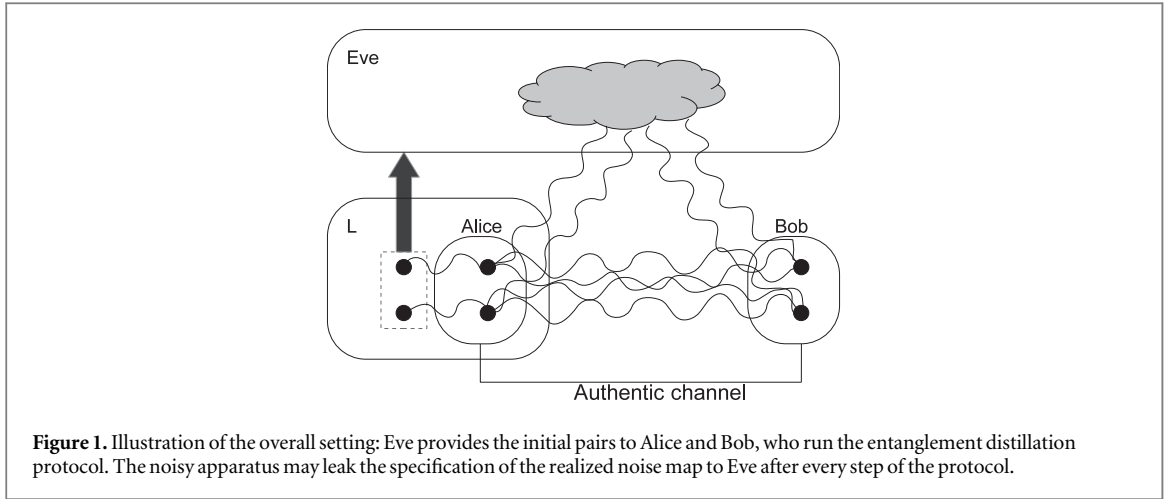 Eve
L
Alice
Bob
Authentic channel
Figure 1. Illustration of the overall setting: Eve provides the initial pairs to Alice and Bob, who run the entanglement distillation
protocol. The noisy apparatus may leak the specification of the realized noise map to Eve after every step of the protocol.